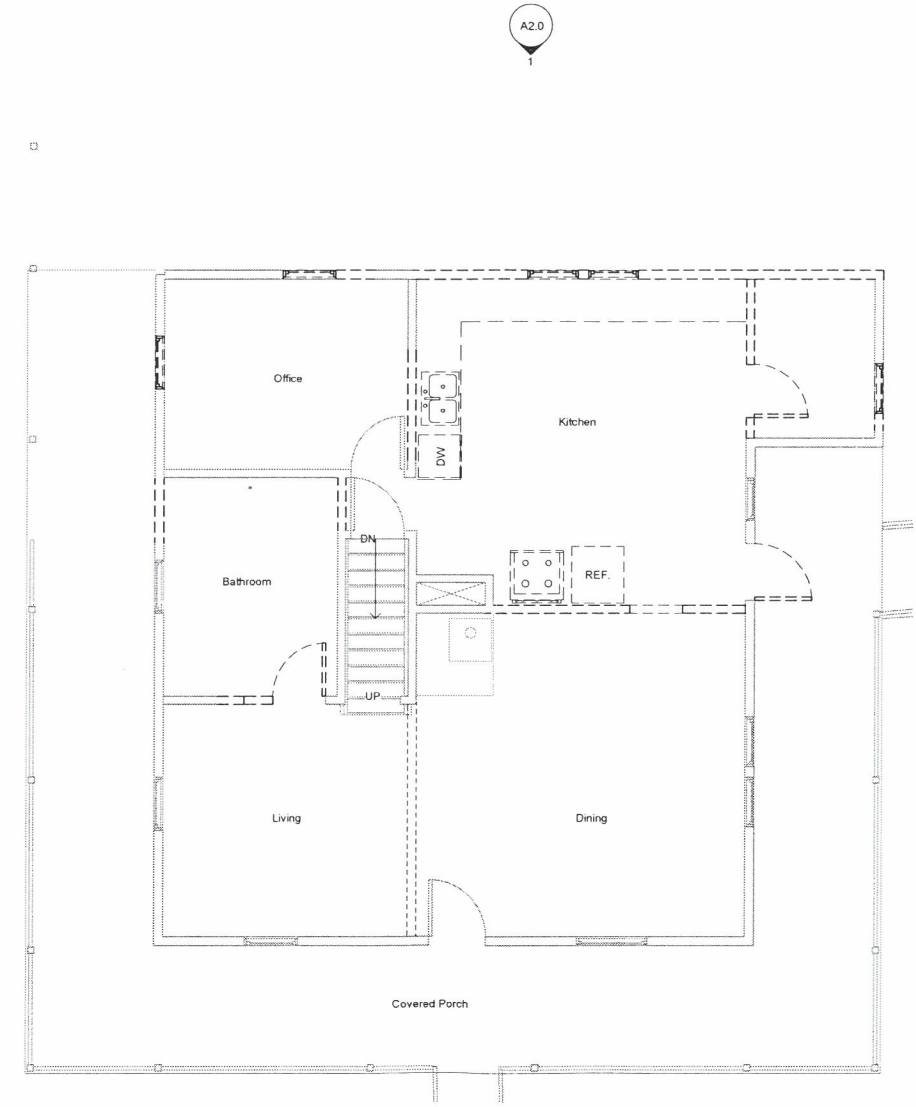 A2.0
1
Office
Kitchen
DW
DN
Bathroom
REF.
UP
Living
Dining
Covered Porch